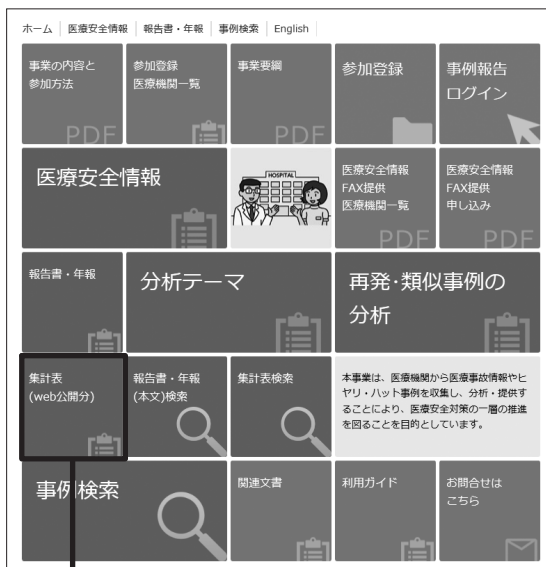 ホーム 医療安全情報 報告書・年報 事例検索 English
事業の内容と
参加方法
PDF
参加登録
医療機関一覧
事業要綱
PDF
参加登録
事例報告
ログイン
医療安全情報
HOSPITAL
医療安全情報
FAX提供
医療機関一覧
PDF
医療安全情報
FAX提供
申し込み
PDF
報告書・年報
分析テーマ
再発・類似事例の
分析
集計表
(web公開分)
報告書・年報
(本文)検索
集計表検索
本事業は、医療機関から医療事故情報やヒ
ヤリ・ハット事例を収集し、分析・提供す
ることにより、医療安全対策の一層の推進
を図ることを目的としています。
事例検索
関連文書
利用ガイド
お問合せは
こちら